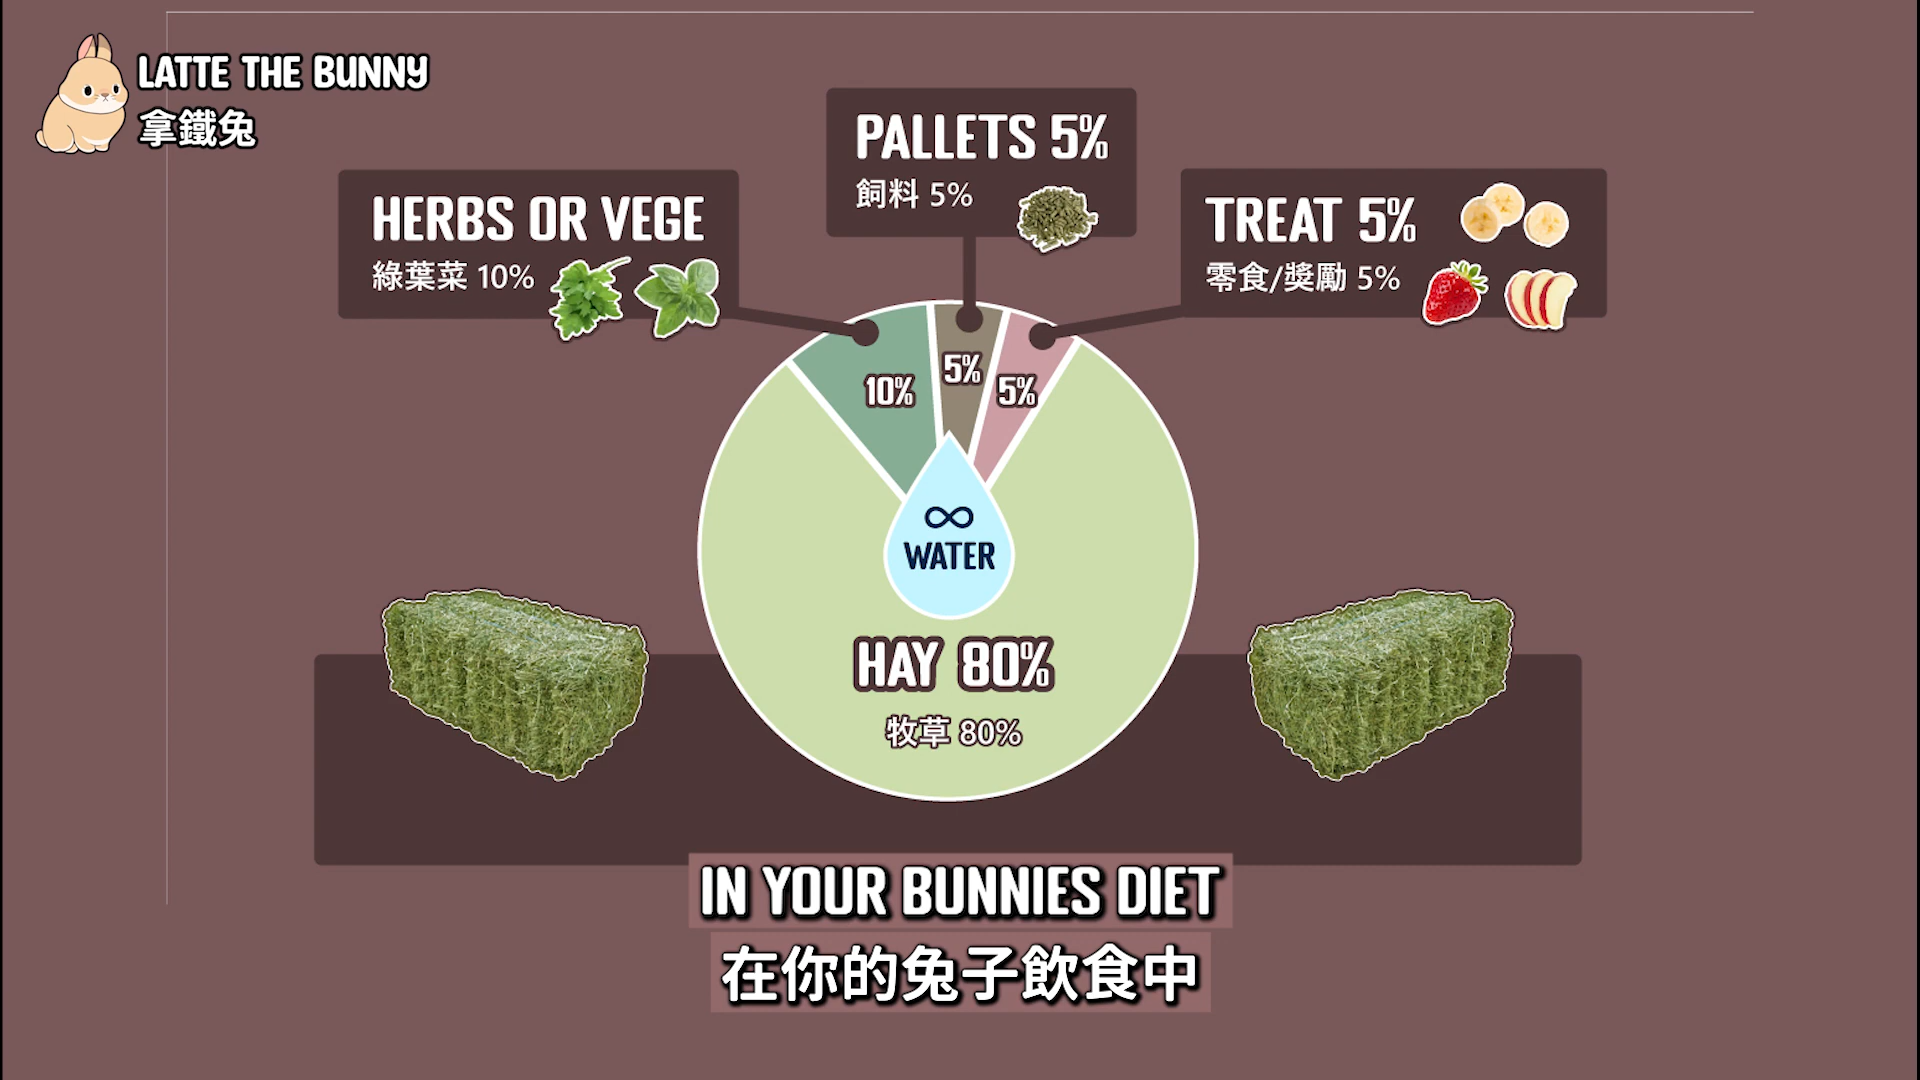 LATTE THE BUNNY
拿鐵兔
PALLETS 5%
飼料 5%
HERBS OR VEGE
綠葉菜 10%
TREAT 5%
零食/獎勵 5%
10%
5%
5%
∞
WATER
HAY 80%
牧草 80%
IN YOUR BUNNIES DIET
在你的兔子飲食中